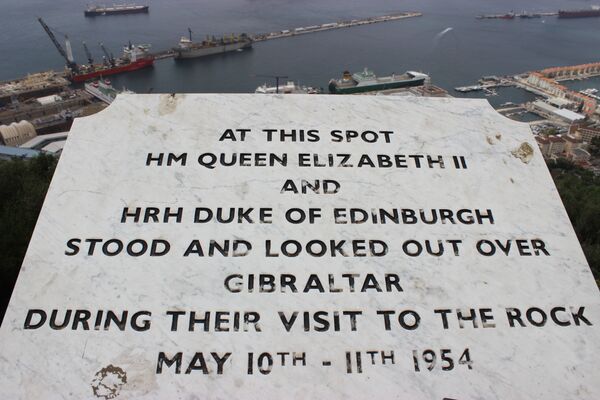 AT THIS SPOT
HM QUEEN ELIZABETH II
AND
HRH DUKE OF EDINBURGH
STOOD AND LOOKED OUT OVER
GIBRALTAR
DURING THEIR VISIT TO THE ROCK
MAY 10TH - 11TH 1954